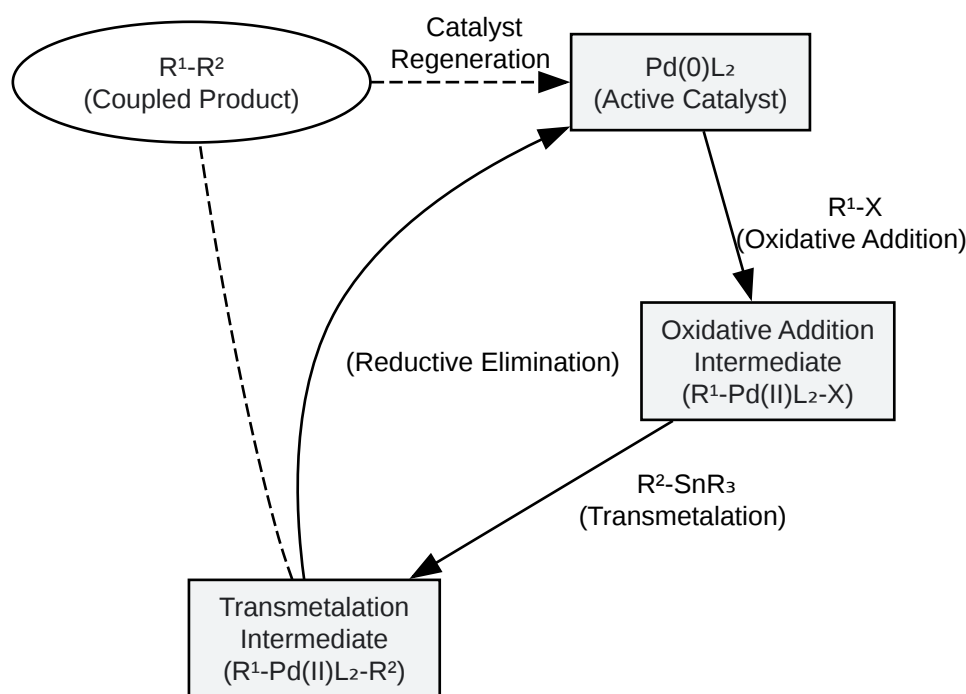 R¹-R²
(Coupled Product)
Catalyst
Regeneration
Pd(0)L₂
(Active Catalyst)
R¹-X
(Oxidative Addition)
Oxidative Addition
Intermediate
(R¹-Pd(II)L₂-X)
(Reductive Elimination)
R²-SnR₃
(Transmetalation)
Transmetalation
Intermediate
(R¹-Pd(II)L₂-R²)